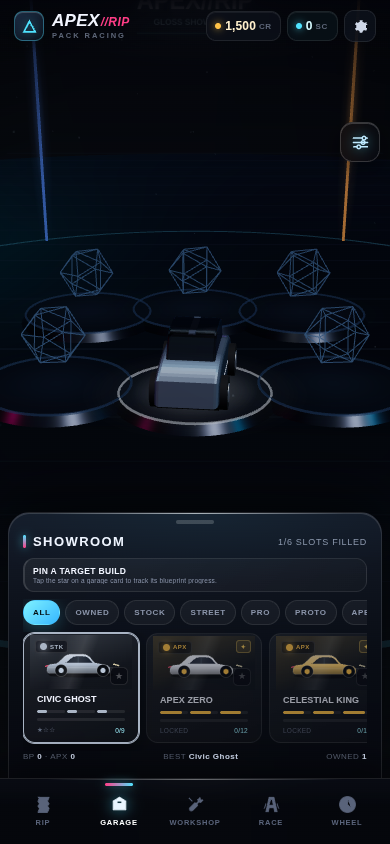 APEX//RIP
PACK RACING
1,500 CR
0 SC
SHOWROOM
1/6 SLOTS FILLED
PIN A TARGET BUILD
Tap the star on a garage card to track its blueprint progress.
ALL
OWNED
STOCK
STREET
PRO
PROTO
APE
STK
CIVIC GHOST
0/9
APX
APEX ZERO
LOCKED
0/12
APX
CELESTIAL KING
LOCKED
0/1
BP 0 · APX 0
BEST Civic Ghost
OWNED 1
RIP
GARAGE
WORKSHOP
RACE
WHEEL